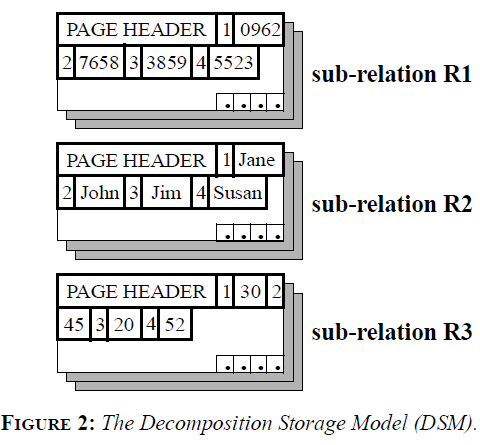 PAGE HEADER 1 0962
2 7658 3 3859 4 5523
sub-relation R1
PAGE HEADER 1 Jane
2 John 3 Jim 4 Susan
sub-relation R2
PAGE HEADER 1 30 2
45 3 20 4 52
sub-relation R3
FIGURE 2: The Decomposition Storage Model (DSM).